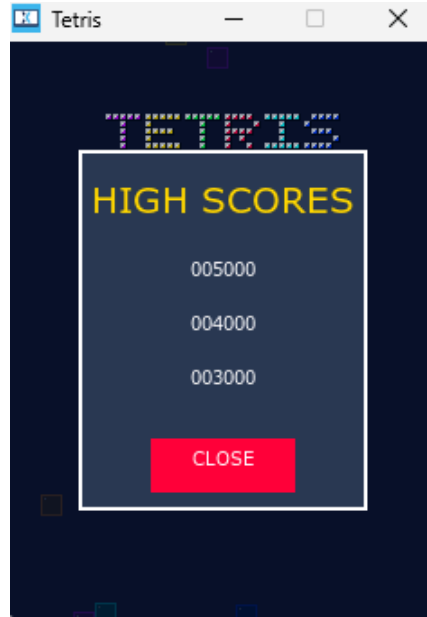 Tetris
TETRIS
HIGH SCORES
005000
004000
003000
CLOSE